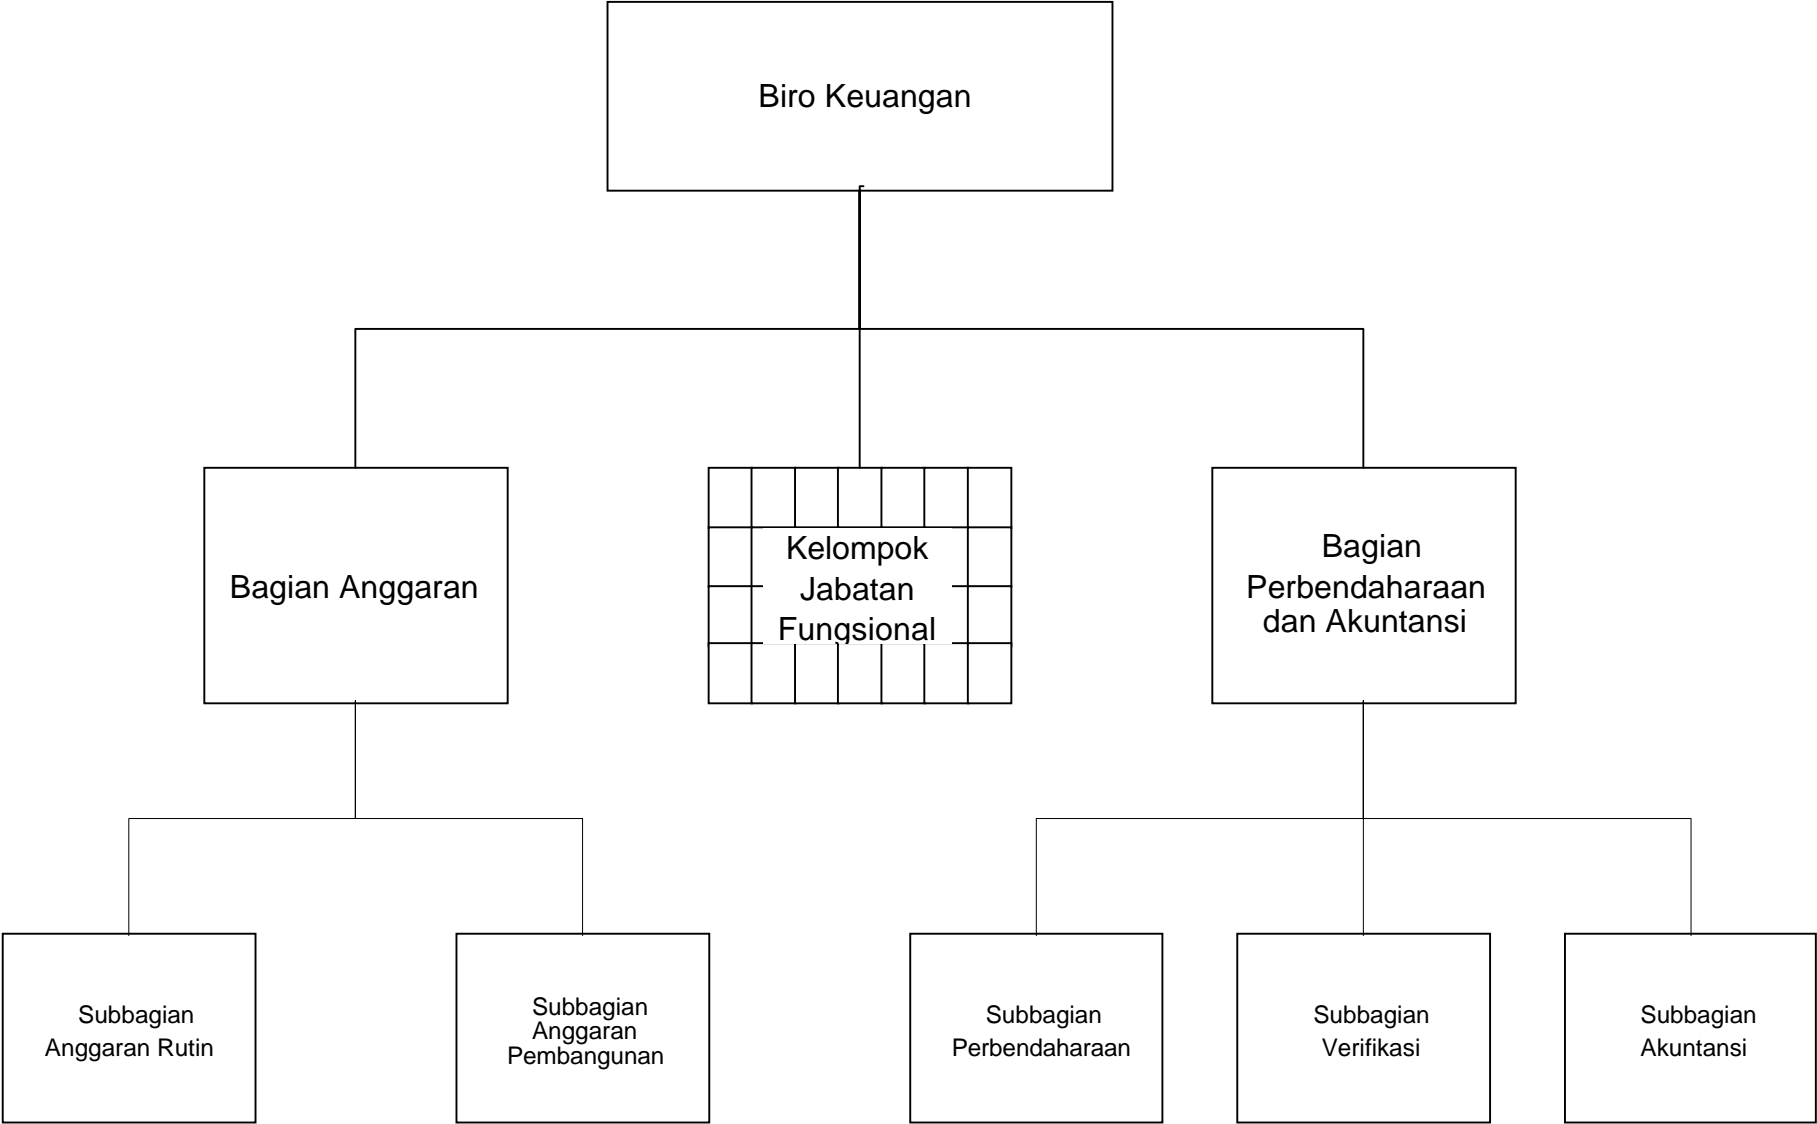 Biro Keuangan
Bagian Anggaran
Kelompok
Jabatan
Fungsional
Bagian
Perbendaharaan
dan Akuntansi
Subbagian
Anggaran Rutin
Subbagian
Anggaran
Pembangunan
Subbagian
Perbendaharaan
Subbagian
Verifikasi
Subbagian
Akuntansi